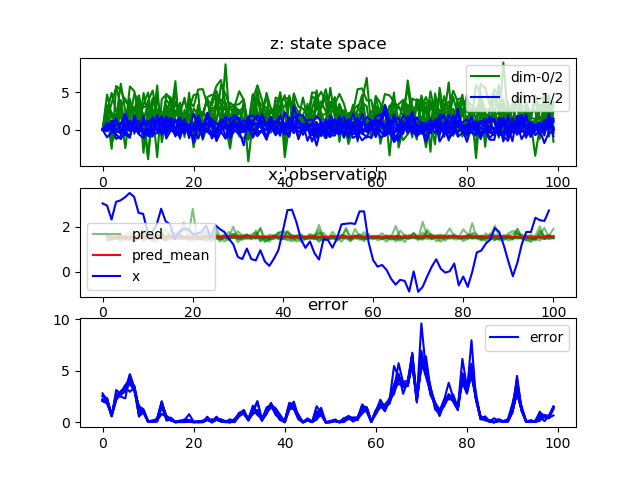 z: state space
dim-0/2
dim-1/2
5
0
0 20 40 60 80 100
x: observation
pred
pred_mean
x
2
0
0 20 40 60 80 100
error
error
10
5
0
0 20 40 60 80 100